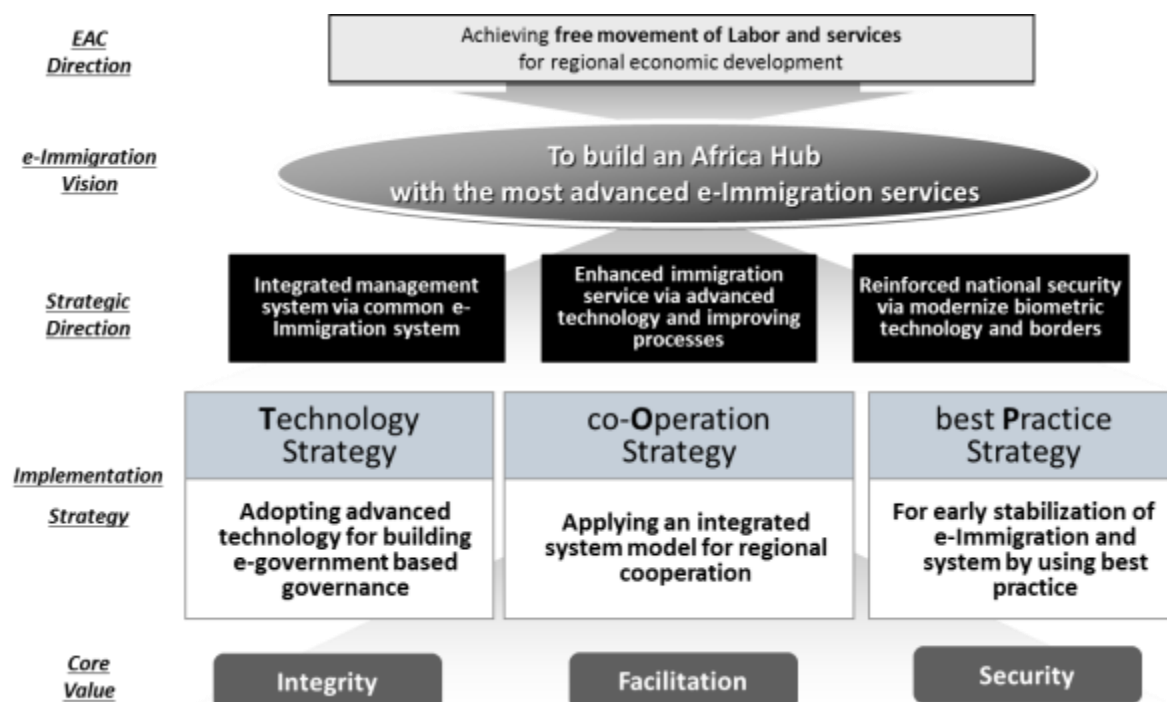 EAC
Direction
Achieving free movement of Labor and services
for regional economic development
e-Immigration
Vision
To build an Africa Hub
with the most advanced e-Immigration services
Strategic
Direction
Integrated management
system via common e-
Immigration system
Enhanced immigration
service via advanced
technology and improving
processes
Reinforced national security
via modernize biometric
technology and borders
Implementation
Strategy
Technology
Strategy
Adopting advanced
technology for building
e-government based
governance
co-Operation
Strategy
Applying an integrated
system model for regional
cooperation
best Practice
Strategy
For early stabilization of
e-Immigration and
system by using best
practice
Core
Value
Integrity
Facilitation
Security